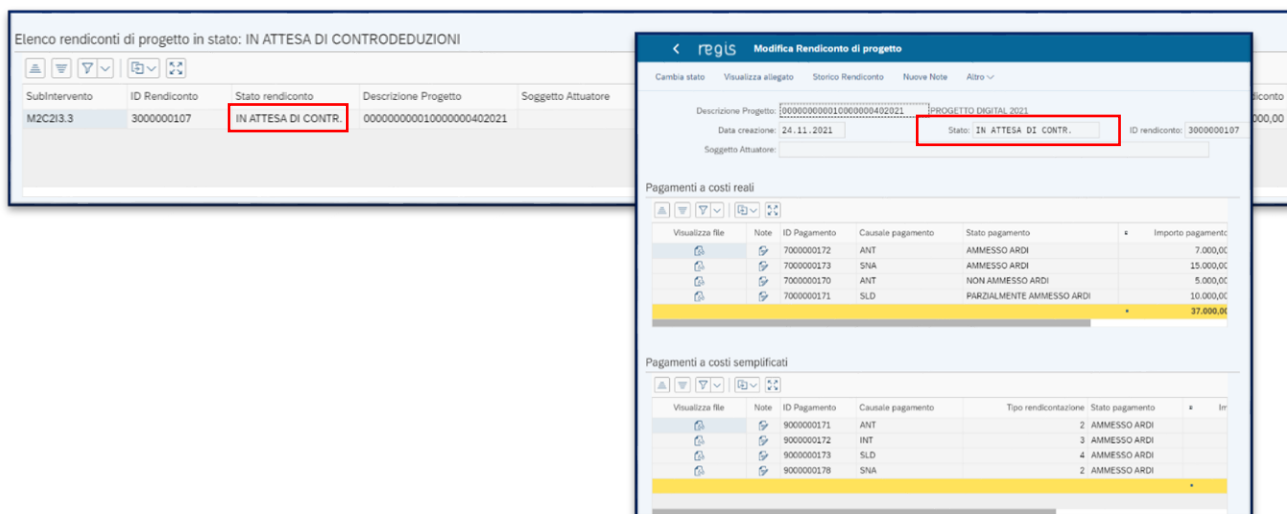 Elenco rendiconti di progetto in stato: IN ATTESA DI CONTRODEDUZIONI
SubIntervento ID Rendiconto Stato rendiconto Descrizione Progetto Soggetto Attuatore
M2C2I3.3 3000000107 IN ATTESA DI CONTR. 000000000010000000402021
000,00
regis Modifica Rendiconto di progetto
Cambia stato Visualizza allegato Storico Rendiconto Nuove Note Altro
Descrizione Progetto: 000000000010000000402021 PROGETTO DIGITAL 2021
Data creazione: 24.11.2021 Stato: IN ATTESA DI CONTR. ID rendiconto: 3000000107
Soggetto Attuatore:
Pagamenti a costi reali
Visualizza file Note ID Pagamento Causale pagamento Stato pagamento Importo pagamento
7000000172 ANT AMMESSO ARDI 7.000,00
7000000173 SNA AMMESSO ARDI 15.000,00
7000000170 ANT NON AMMESSO ARDI 5.000,00
7000000171 SLD PARZIALMENTE AMMESSO ARDI 10.000,00
37.000,00
Pagamenti a costi semplificati
Visualizza file Note ID Pagamento Causale pagamento Tipo rendicontazione Stato pagamento Im
9000000171 ANT 2 AMMESSO ARDI
9000000172 INT 3 AMMESSO ARDI
9000000173 SLD 4 AMMESSO ARDI
9000000178 SNA 2 AMMESSO ARDI